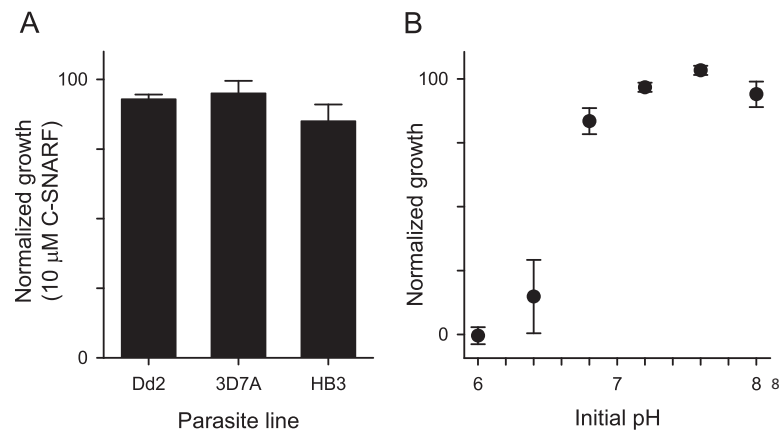 A
Normalized growth
(10 μM C-SNARF)
100
0
Dd2 3D7A HB3
Parasite line
B
Normalized growth
100
0
6 7 8 8
Initial pH